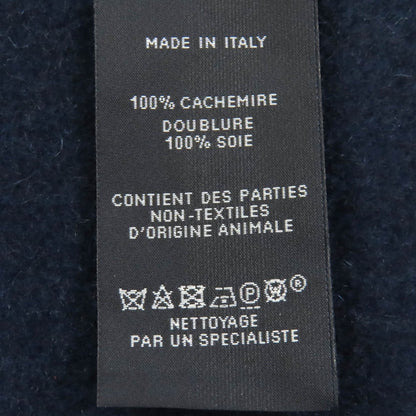 MADE IN ITALY
100% CACHEMIRE
DOUBLURE
100% SOIE
CONTIENT DES PARTIES
NON-TEXTILES
D'ORIGINE ANIMALE
P W ®
NETTOYAGE
PAR UN SPECIALISTE